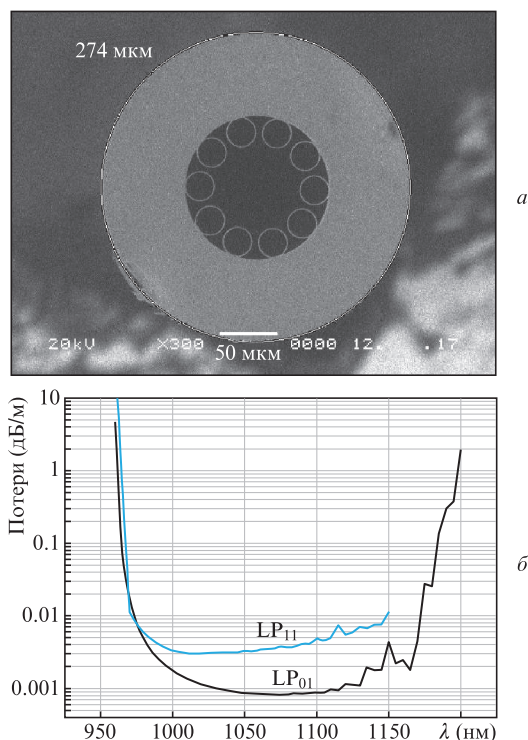 274 мкм
а
20kV X300 50 мкм 0000 12. .17
Потери (дБ/м)
10
1
0.1
0.01
0.001
LP11
LP01
б
950 1000 1050 1100 1150 λ (нм)